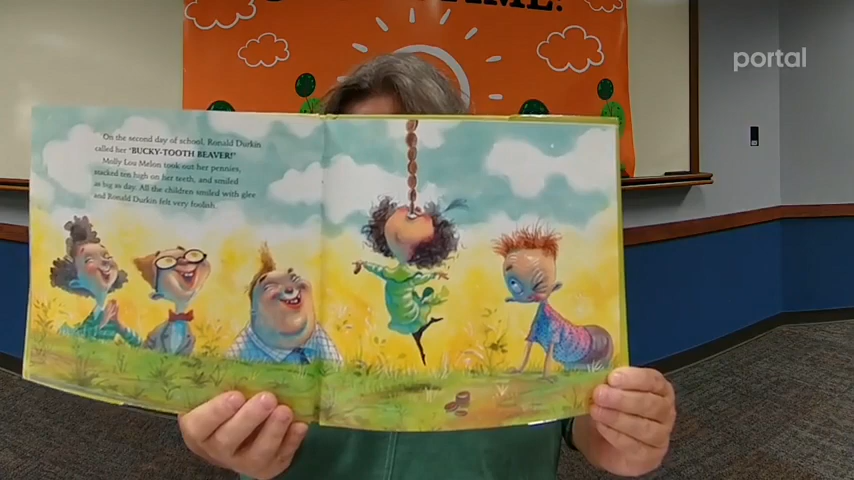 TIME!
portal
On the second day of school, Ronald Durkin
called her "BUCKY-TOOTH BEAVER!"
Molly Lou Melon took out her pennies,
stacked ten high on her teeth, and smiled
as big as day. All the children smiled with glee
and Ronald Durkin felt very foolish.